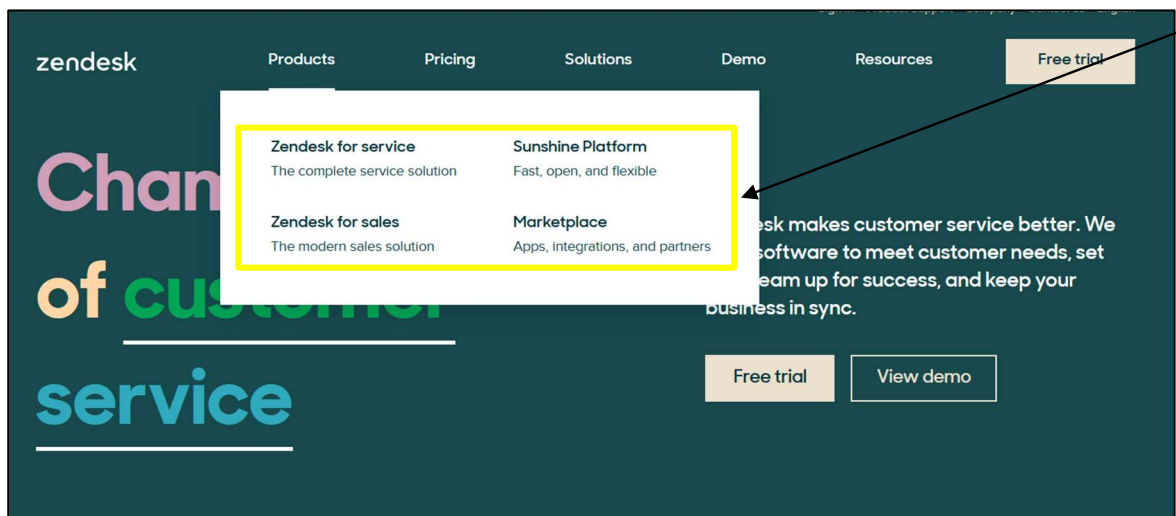 zendesk
Products Pricing Solutions Demo Resources Free trial
Zendesk for service Sunshine Platform
The complete service solution Fast, open, and flexible
Zendesk for sales Marketplace
The modern sales solution Apps, integrations, and partners
of customer
service
makes customer service better. We
software to meet customer needs, set
up for success, and keep your
business in sync.
Free trial View demo